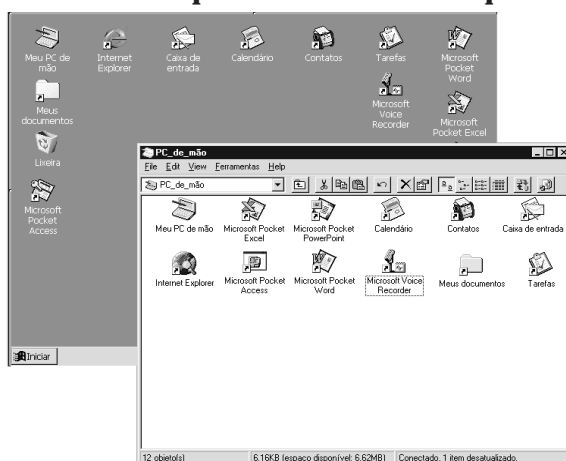 Meu PC de
mão
Internet
Explorer
Caixa de
entrada
Calendário
Contatos
Tarefas
Microsoft
Pocket
Word
Meus
documentos
Microsoft
Voice
Recorder
Microsoft
Pocket Excel
Lixeira
Microsoft
Pocket
Access
Iniciar
PC_de_mão
File Edit View Ferramentas Help
PC_de_mão
Meu PC de mão
Microsoft Pocket
Excel
Microsoft Pocket
PowerPoint
Calendário
Contatos
Caixa de entrada
Internet Explorer
Microsoft Pocket
Access
Microsoft Pocket
Word
Microsoft Voice
Recorder
Meus documentos
Tarefas
12 objeto(s)
6.16KB (espaço disponível: 6.62MB)
Conectado, 1 item desatualizado.